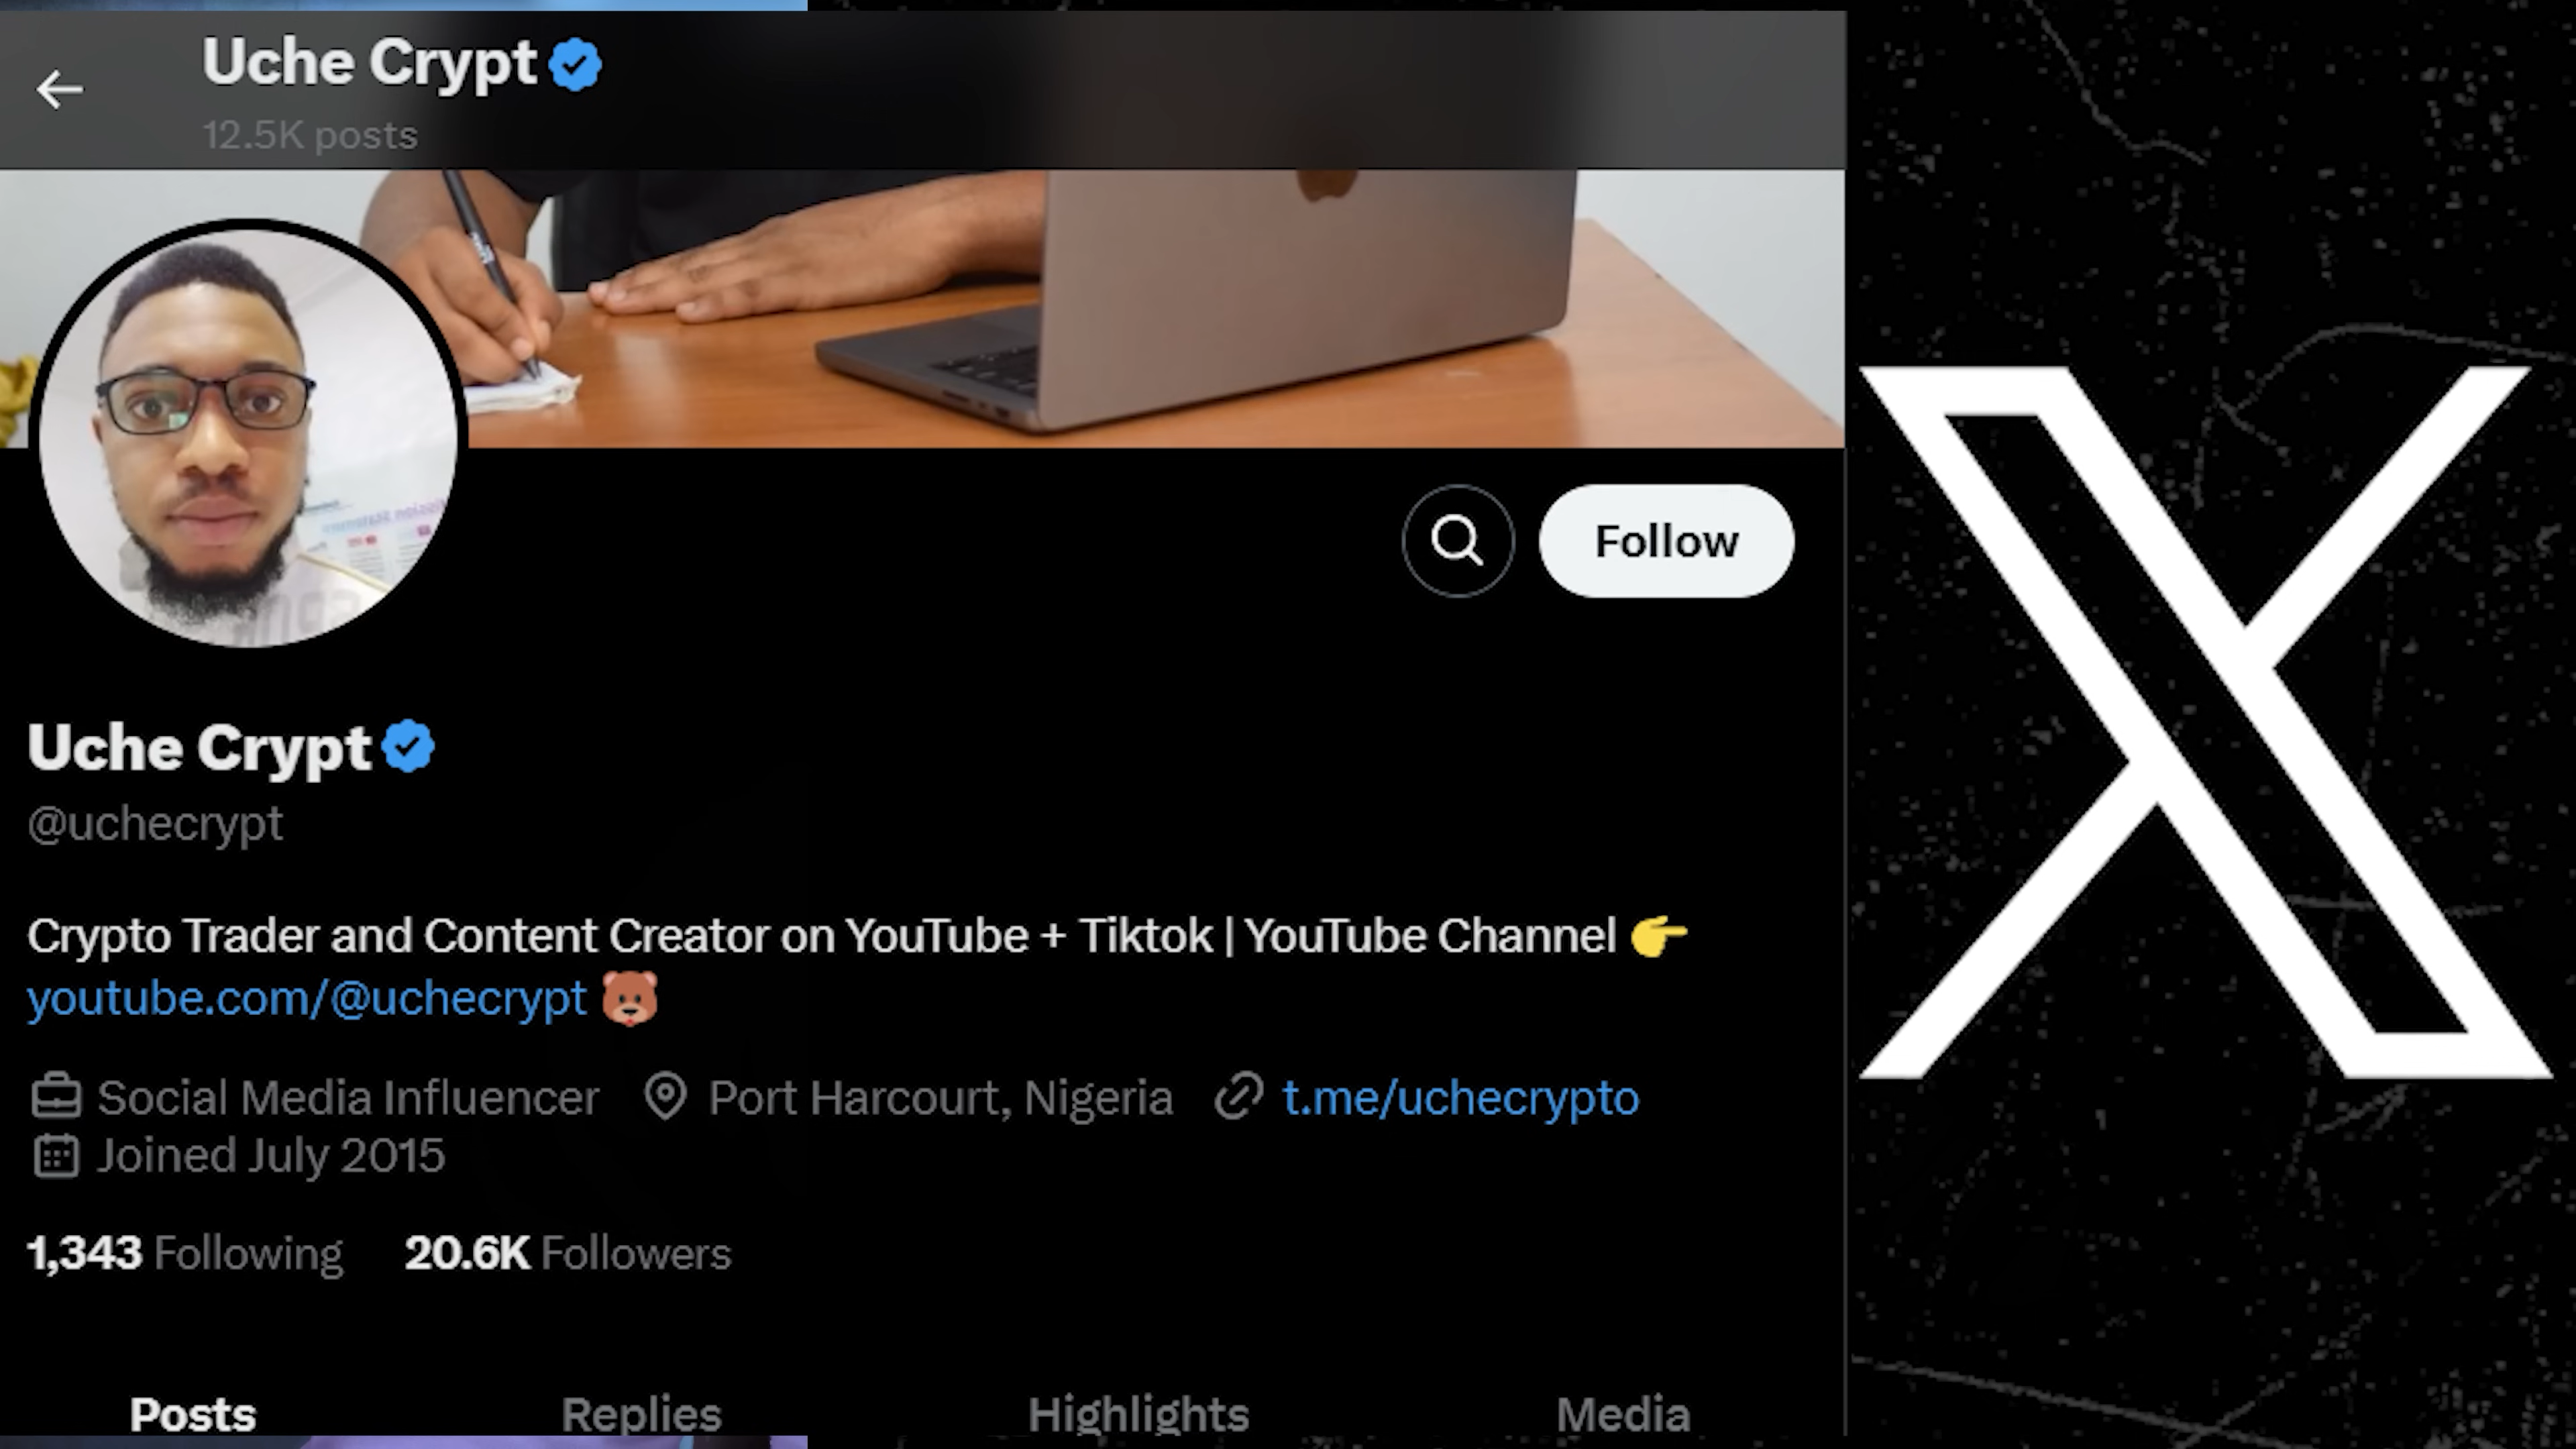 Uche Crypt
12.5K posts
Follow
Uche Crypt
@uchecrypt
Crypto Trader and Content Creator on YouTube + Tiktok | YouTube Channel 👉
youtube.com/@uchecrypt 🐻
Social Media Influencer Port Harcourt, Nigeria t.me/uchecrypto
Joined July 2015
1,343 Following 20.6K Followers
Posts Replies Highlights Media